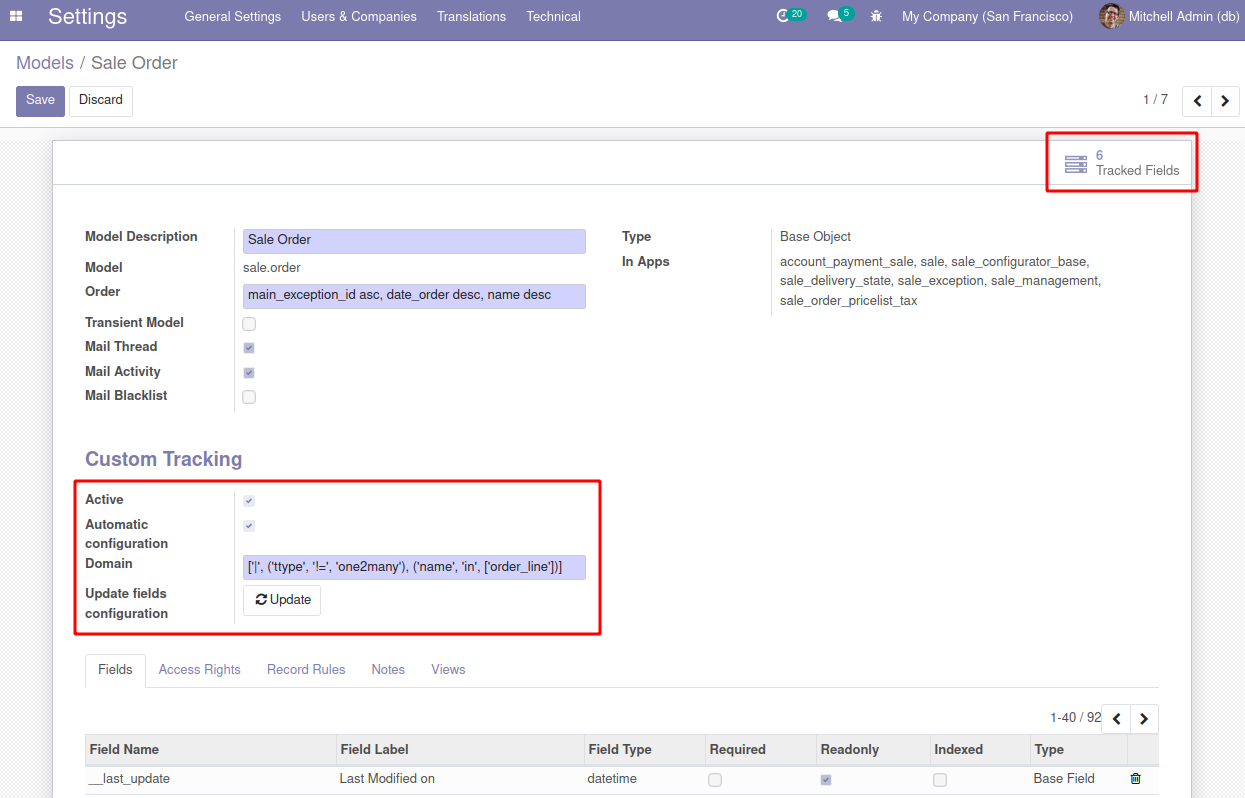 Settings General Settings Users & Companies Translations Technical 20 5 My Company (San Francisco) Mitchell Admin (db)
Models / Sale Order
Save Discard 1 / 7
6
Tracked Fields
Model Description Sale Order Type Base Object
Model sale.order In Apps account_payment_sale, sale, sale_configurator_base,
sale_delivery_state, sale_exception, sale_management,
sale_order_pricelist_tax
Order main_exception_id asc, date_order desc, name desc
Transient Model
Mail Thread
Mail Activity
Mail Blacklist
Custom Tracking
Active
Automatic
configuration
Domain ['|', ('ttype', '!=', 'one2many'), ('name', 'in', ['order_line'])]
Update fields
configuration Update
Fields Access Rights Record Rules Notes Views
1-40 / 92
Field Name Field Label Field Type Required Readonly Indexed Type
__last_update Last Modified on datetime Base Field